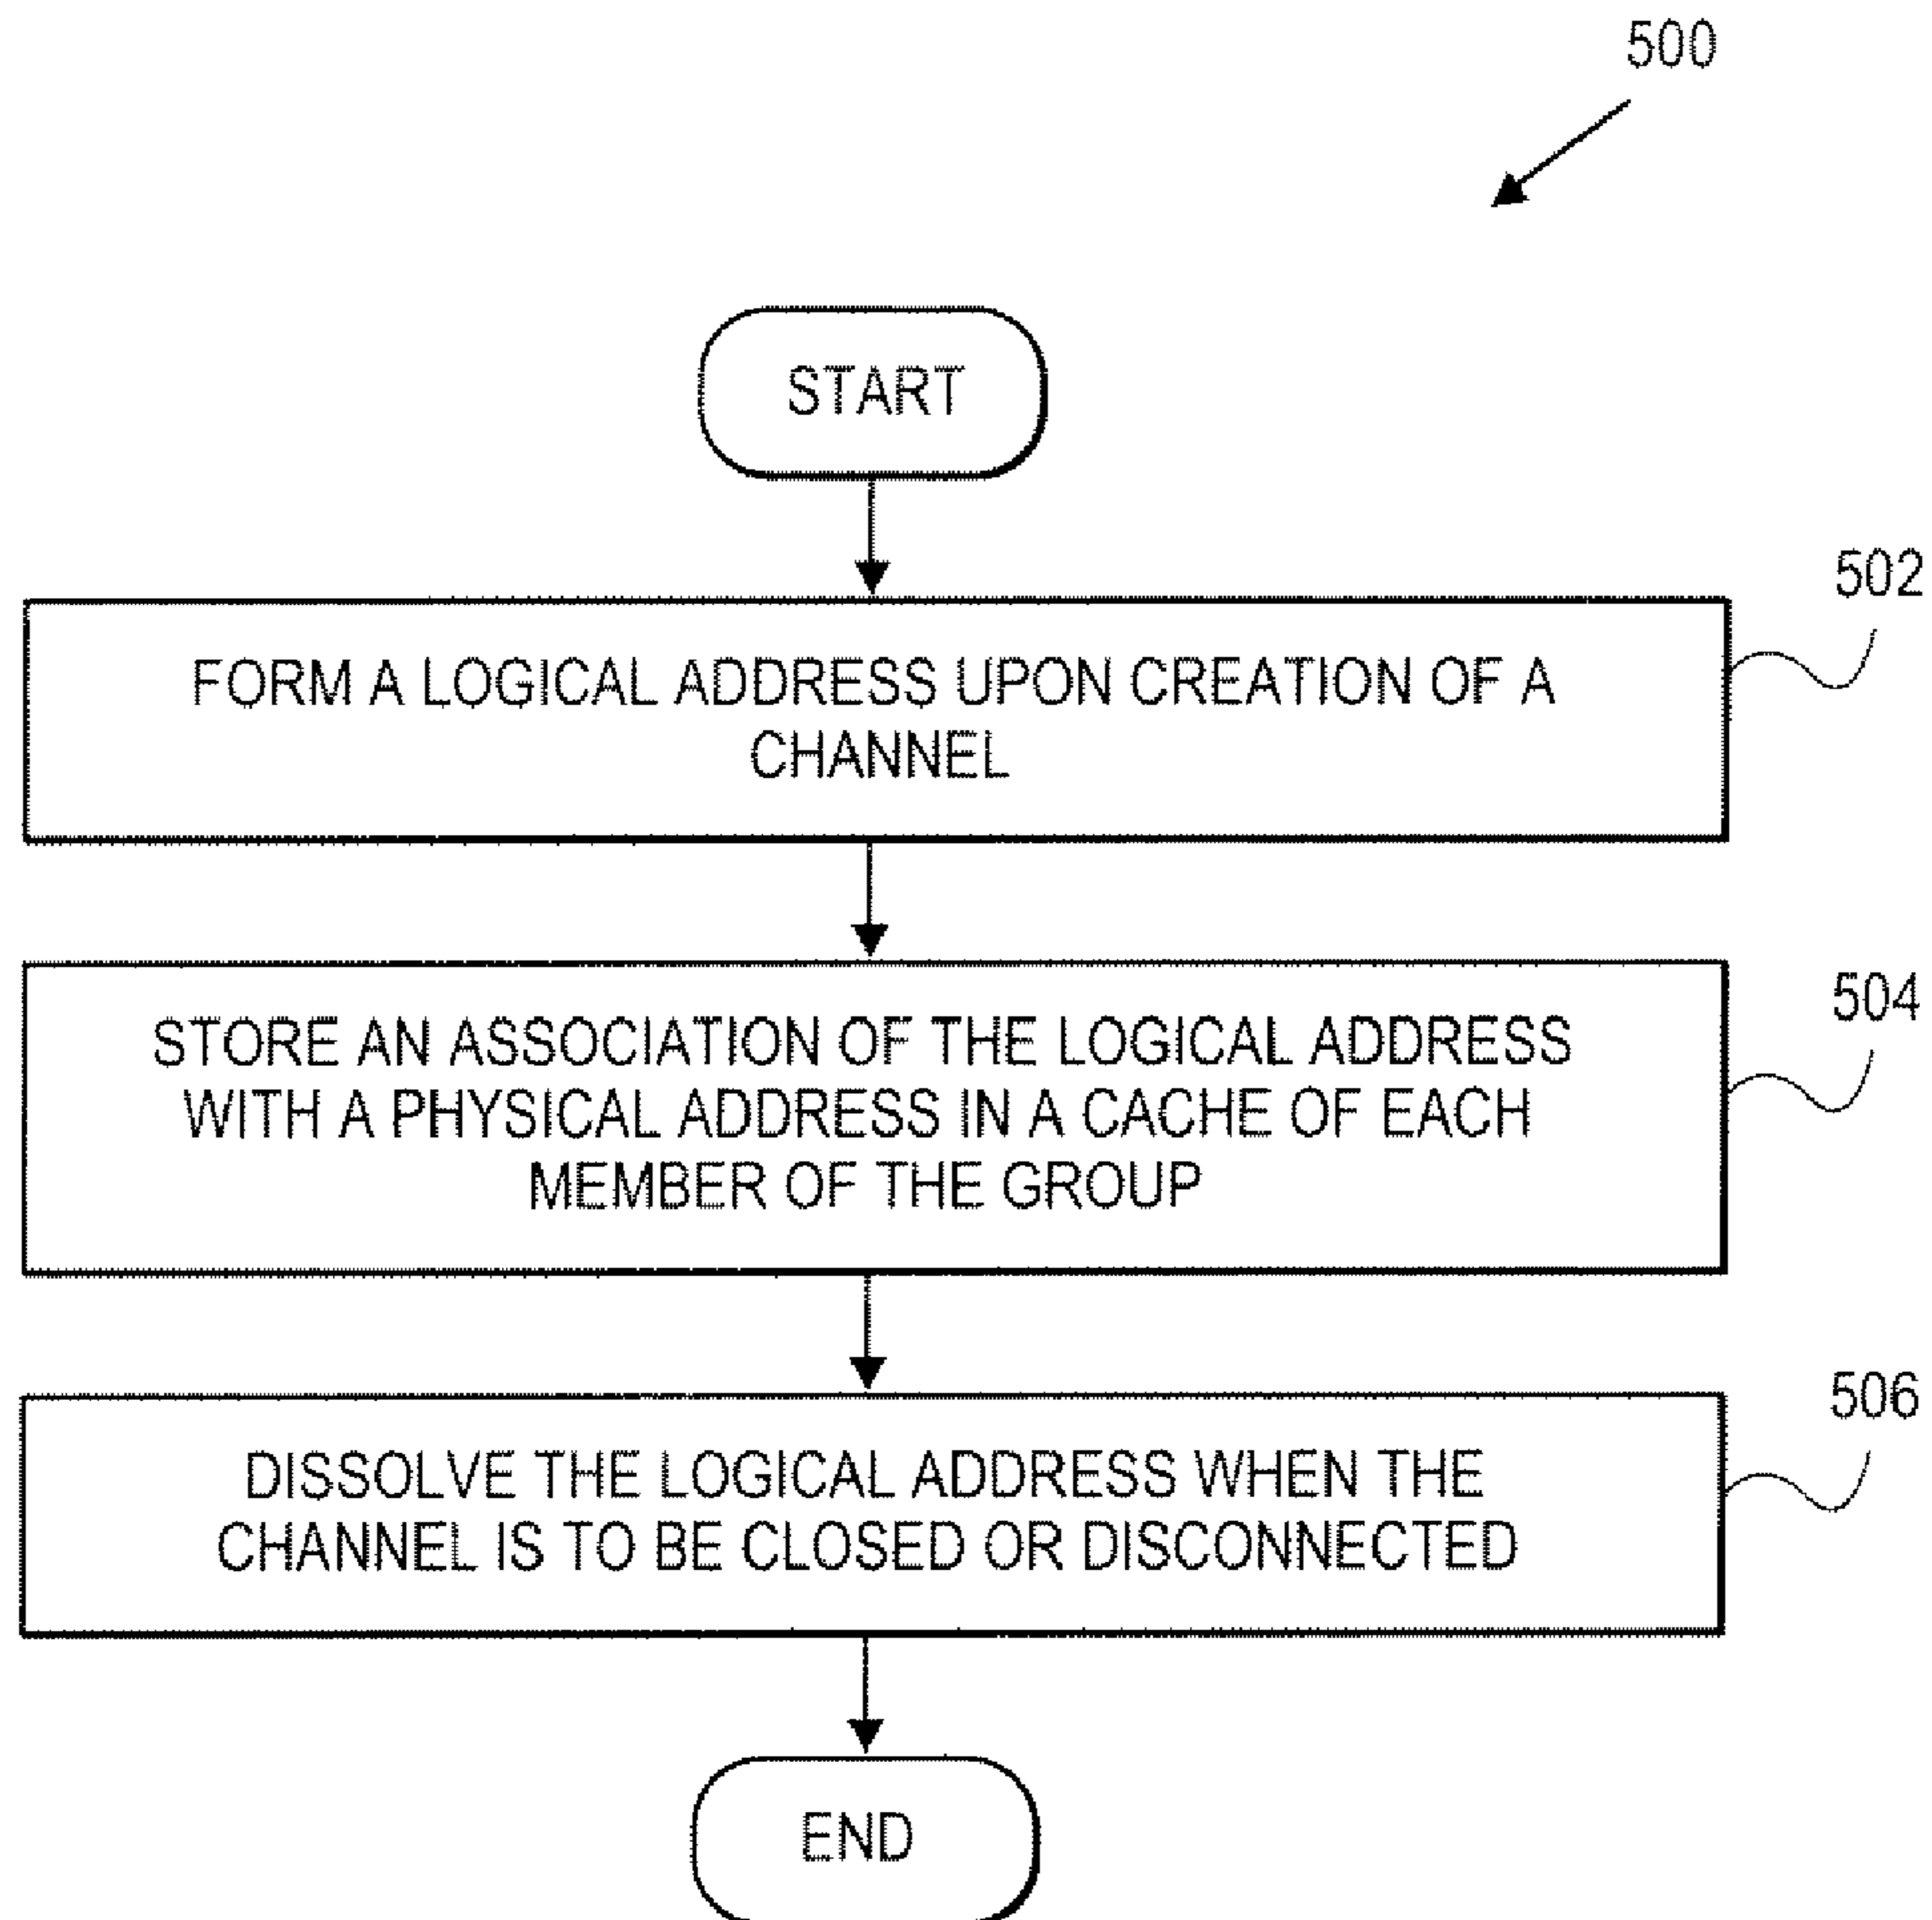 500
START
502
FORM A LOGICAL ADDRESS UPON CREATION OF A
CHANNEL
504
STORE AN ASSOCIATION OF THE LOGICAL ADDRESS
WITH A PHYSICAL ADDRESS IN A CACHE OF EACH
MEMBER OF THE GROUP
506
DISSOLVE THE LOGICAL ADDRESS WHEN THE
CHANNEL IS TO BE CLOSED OR DISCONNECTED
END